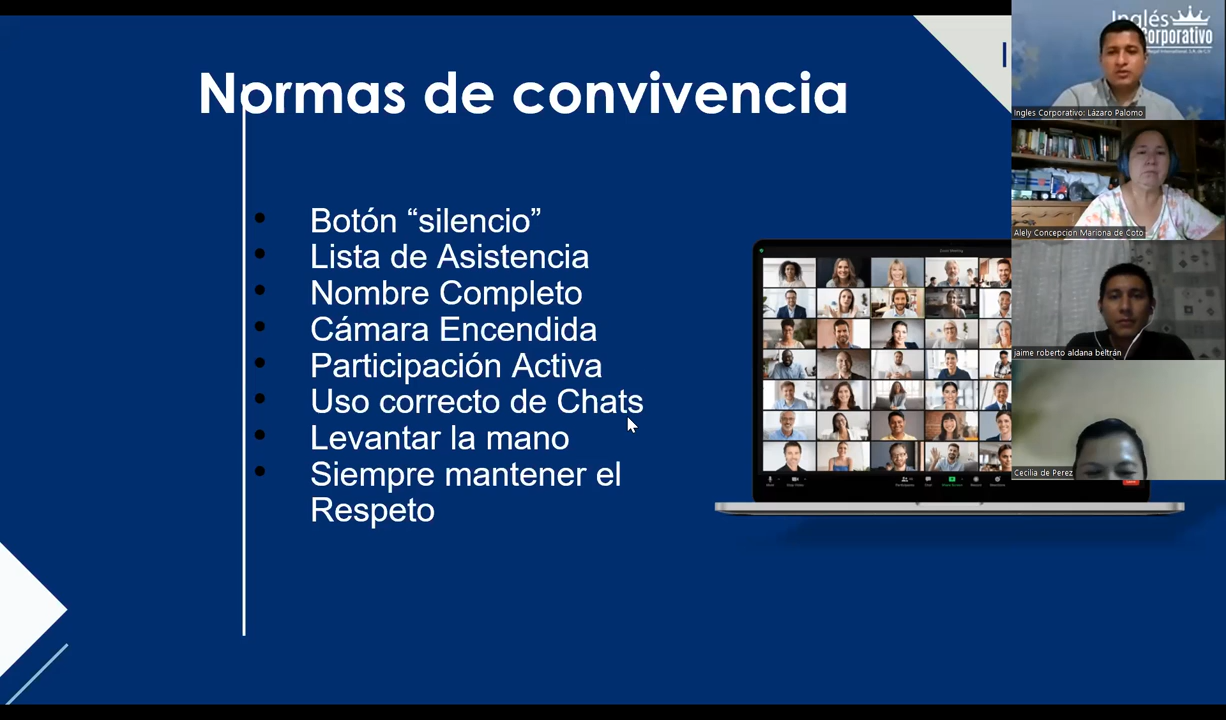 Normas de convivencia
Botón “silencio”
Lista de Asistencia
Nombre Completo
Cámara Encendida
Participación Activa
Uso correcto de Chats
Levantar la mano
Siempre mantener el
Respeto
Inglés
Corporativo
Ingles Corporativo: Lázaro Palomo
Alely Concepcion Mariona de Coto
jaime roberto aldana beltrán
Cecilia de Perez